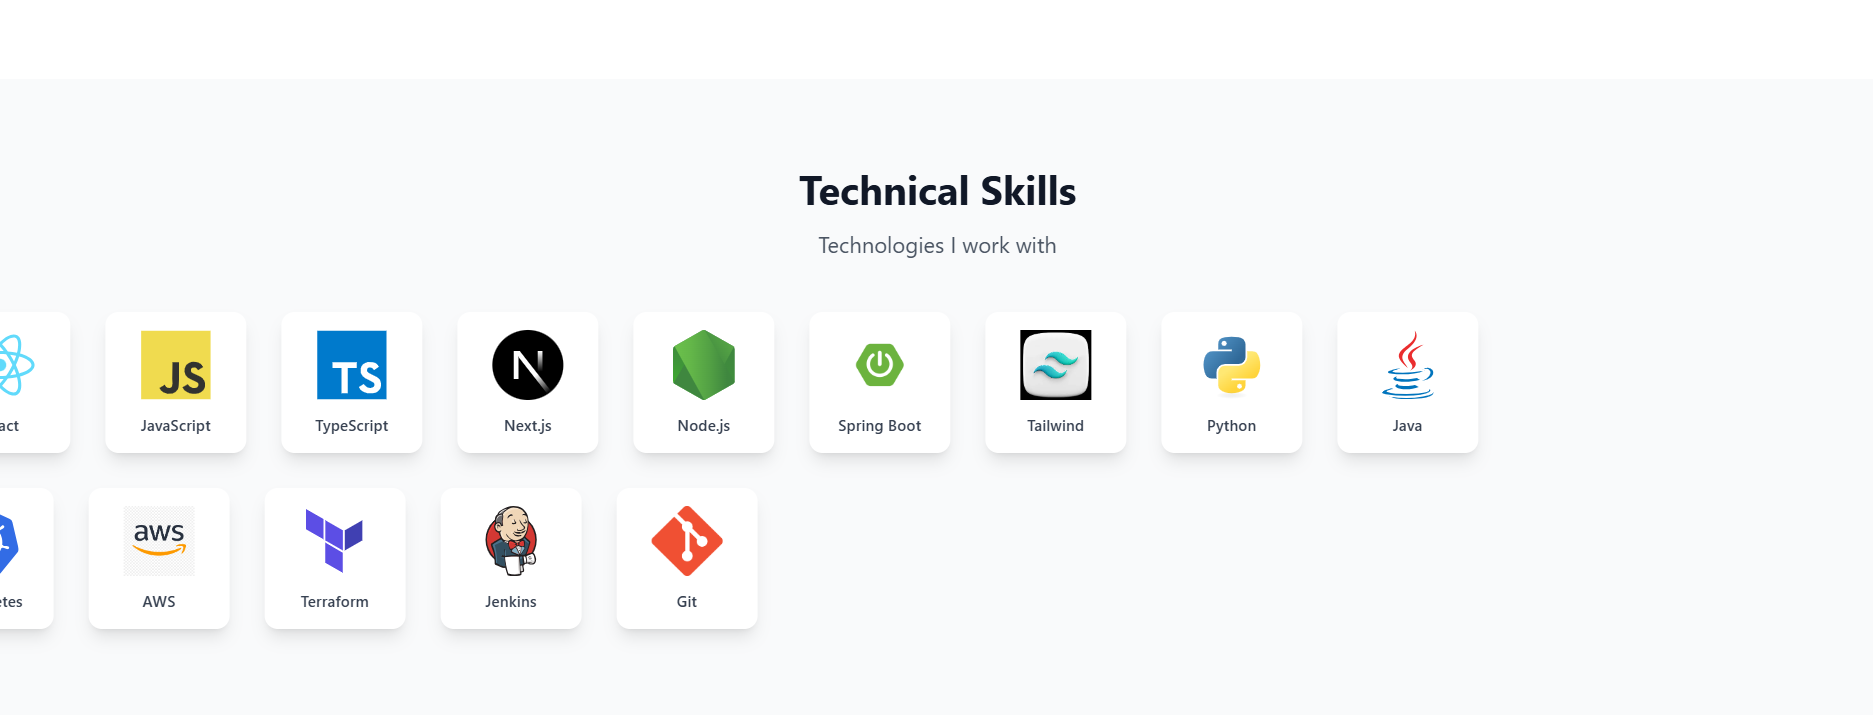 Technical Skills
Technologies I work with
JS
TS
N
act
JavaScript
TypeScript
Next.js
Node.js
Spring Boot
Tailwind
Python
Java
aws
etes
AWS
Terraform
Jenkins
Git